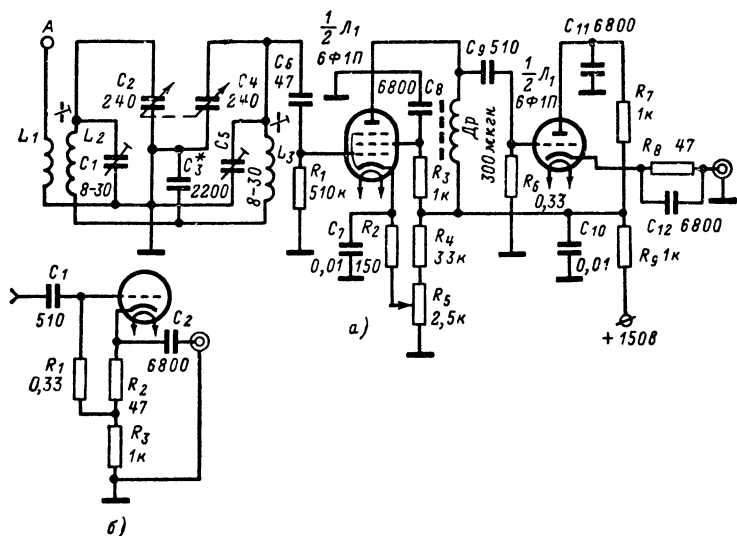 А
L1
L2
C1
8-30
C2
240
C3*
2200
C4
240
C5
8-30
L3
C6
47
R1
510к
1/2 Л1
6Ф1П
6800
C8
C7
0,01
R2
150
R3
1к
R4
33к
R5
2,5к
Др
300 мкгн
C9 510
1/2 Л1
6Ф1П
R6
0,33
C10
0,01
C11 6800
R7
1к
R8 47
C12
6800
R9 1к
+150в
а)
C1
510
R1
0,33
R2
47
R3
1к
C2
6800
б)